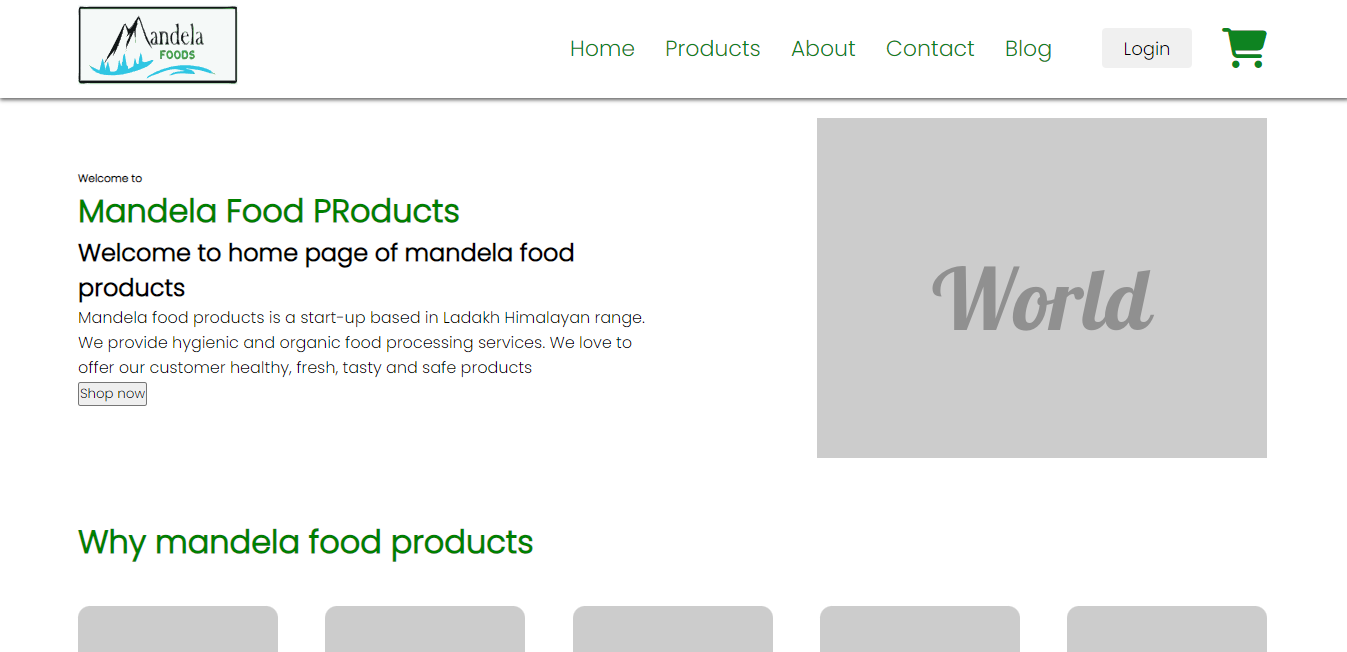 Mandela
FOODS
Home Products About Contact Blog Login
Welcome to
Mandela Food PRoducts
Welcome to home page of mandela food
products
Mandela food products is a start-up based in Ladakh Himalayan range.
We provide hygienic and organic food processing services. We love to
offer our customer healthy, fresh, tasty and safe products
Shop now
World
Why mandela food products